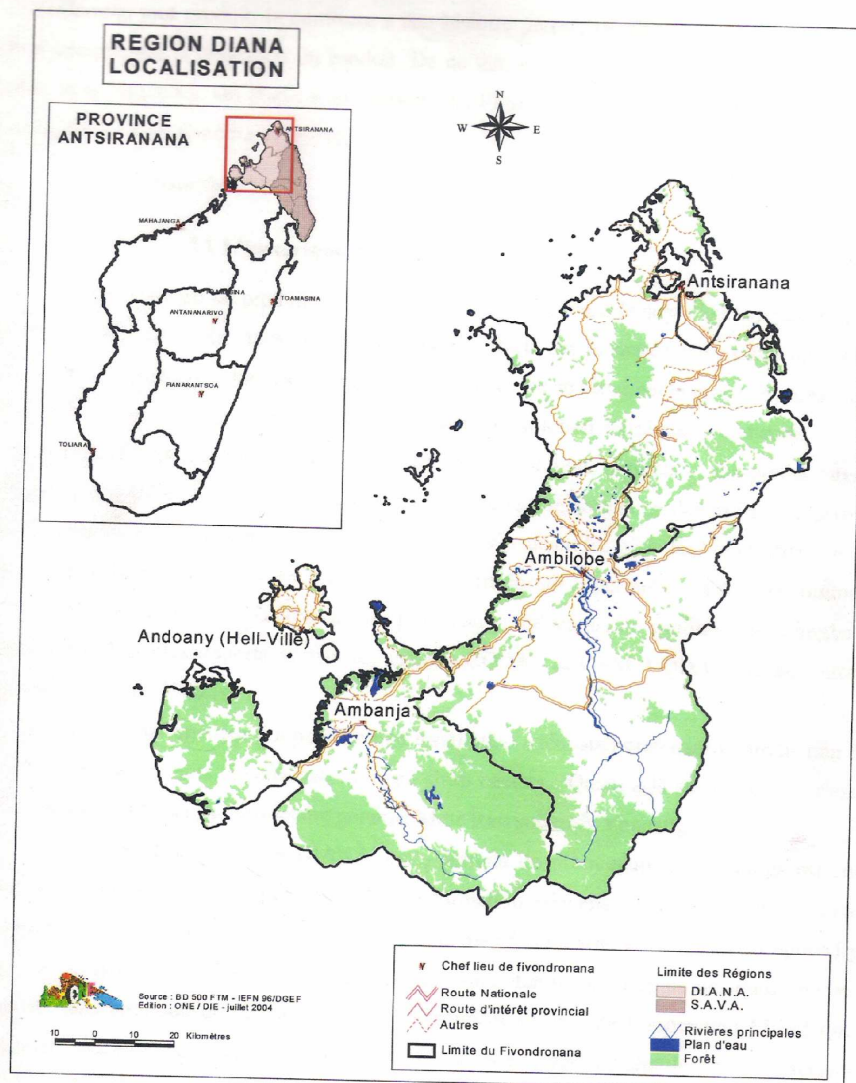 REGION DIANA
LOCALISATION
PROVINCE
ANTSIRANANA
ANTSIRANANA
MAHAJANGA
TOAMASINA
ANTANANARIVO
FIANARANTSOA
TOLIARA
N
W E
S
Antsiranana
Ambilobe
Andoany (Hell-Ville)
Ambanja
Source : BD 500 FTM - IEFN 96/DGEF
Edition : ONE / DIE - juillet 2004
10 0 10 20 Kilomètres
Chef lieu de fivondronana
Route Nationale
Route d'intérêt provincial
Autres
Limite du Fivondronana
Limite des Régions
DI.A.N.A.
S.A.V.A.
Rivières principales
Plan d'eau
Forêt